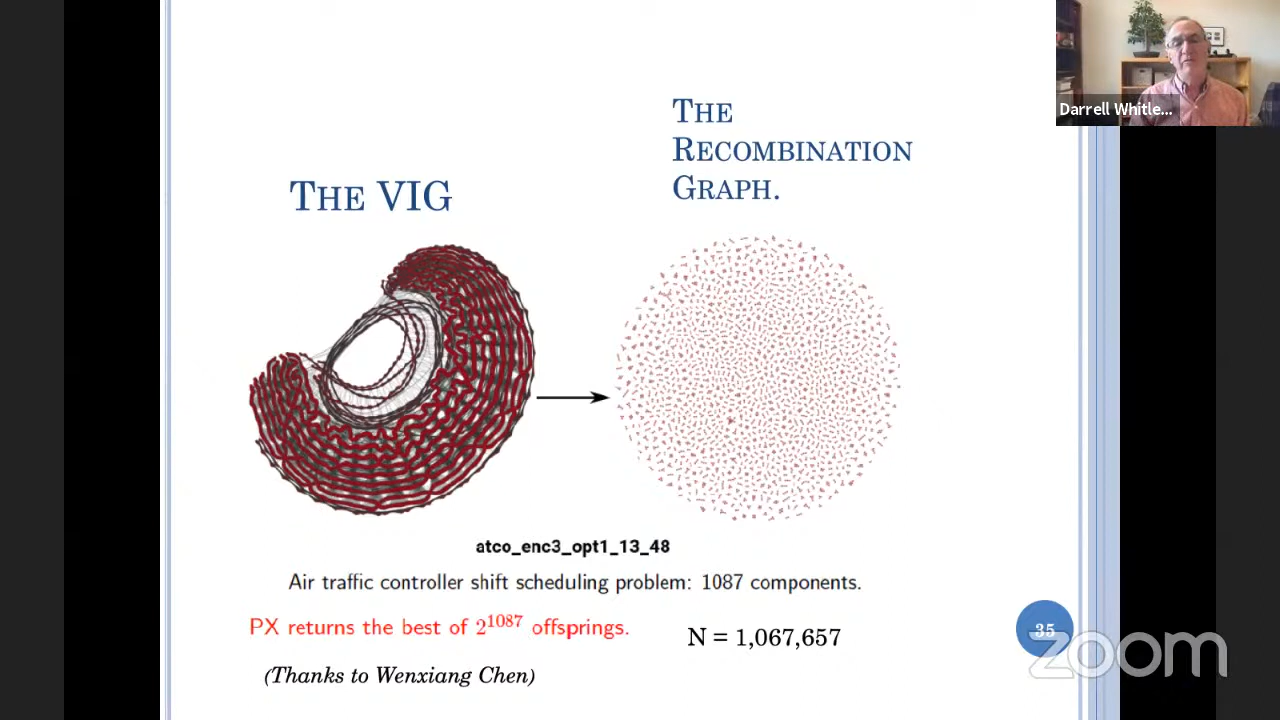 Darrell Whitle...
THE
RECOMBINATION
GRAPH.
THE VIG
atco_enc3_opt1_13_48
Air traffic controller shift scheduling problem: 1087 components.
PX returns the best of 2^1087 offsprings.
N = 1,067,657
(Thanks to Wenxiang Chen)
35
zoom